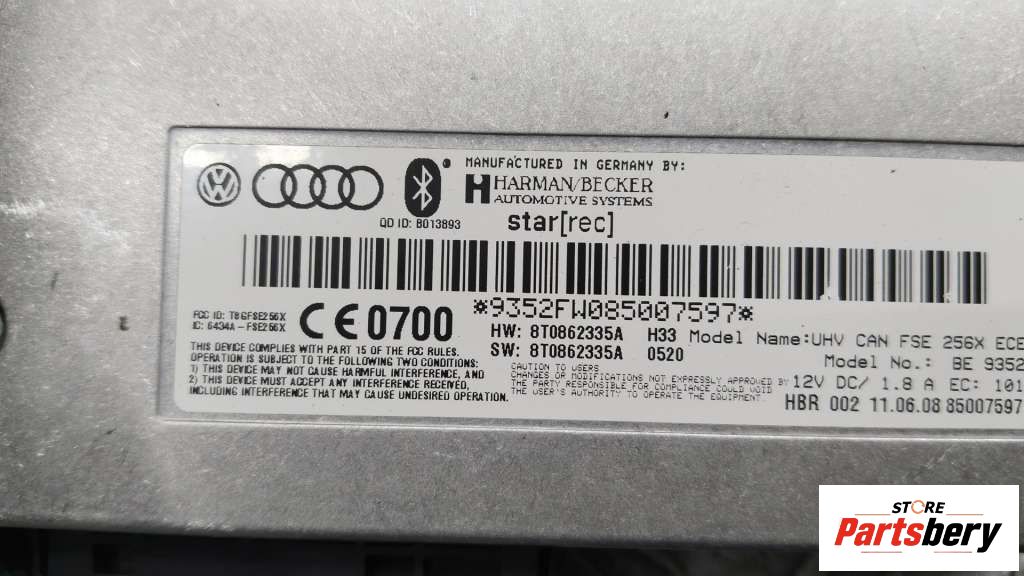 MANUFACTURED IN GERMANY BY:
HARMAN/BECKER
AUTOMOTIVE SYSTEMS
QD ID: B013893
star[rec]
*9352FW085007597*
FCC ID: T8GFSE256X
IC: 6434A-FSE256X
CE 0700
HW: 8T0862335A H33
SW: 8T0862335A 0520
Model Name:UHV CAN FSE 256X ECE
Model No.: BE 9352
12V DC/ 1.8 A EC: 101
HBR 002 11.06.08 85007597
THIS DEVICE COMPLIES WITH PART 15 OF THE FCC RULES.
OPERATION IS SUBJECT TO THE FOLLOWING TWO CONDITIONS:
1) THIS DEVICE MAY NOT CAUSE HARMFUL INTERFERENCE, AND
2) THIS DEVICE MUST ACCEPT ANY INTERFERENCE RECEIVED,
INCLUDING INTERFERENCE THAT MAY CAUSE UNDESIRED OPERATION.
CAUTION TO USERS:
CHANGES OR MODIFICATIONS NOT EXPRESSLY APPROVED BY
THE PARTY RESPONSIBLE FOR COMPLIANCE COULD VOID
THE USER'S AUTHORITY TO OPERATE THE EQUIPMENT.
STORE
Partsbery